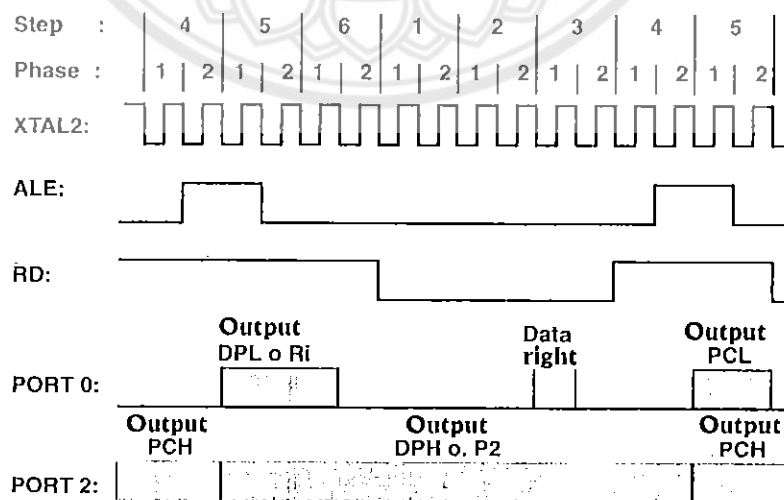 Step : 4 5 6 1 2 3 4 5
Phase : 1 2 1 2 1 2 1 2 1 2 1 2 1 2 1 2
XTAL2:
ALE:
RD:
Output Data Output
DPL o Ri right PCL
PORT 0:
Output Output Output
PCH DPH o. P2 PCH
PORT 2: